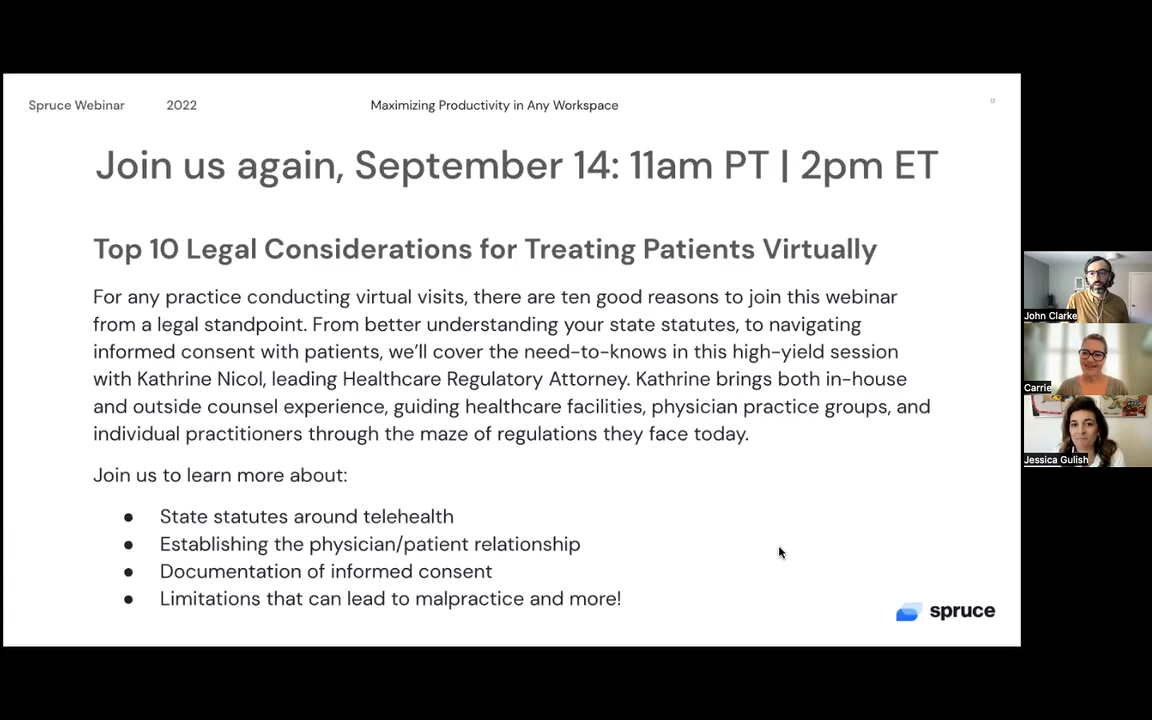 Spruce Webinar 2022 Maximizing Productivity in Any Workspace 12
Join us again, September 14: 11am PT | 2pm ET
Top 10 Legal Considerations for Treating Patients Virtually
For any practice conducting virtual visits, there are ten good reasons to join this webinar
from a legal standpoint. From better understanding your state statutes, to navigating
informed consent with patients, we’ll cover the need-to-knows in this high-yield session
with Kathrine Nicol, leading Healthcare Regulatory Attorney. Kathrine brings both in-house
and outside counsel experience, guiding healthcare facilities, physician practice groups, and
individual practitioners through the maze of regulations they face today.
Join us to learn more about:
● State statutes around telehealth
● Establishing the physician/patient relationship
● Documentation of informed consent
● Limitations that can lead to malpractice and more!
spruce
John Clarke
Carrie
Jessica Gulish